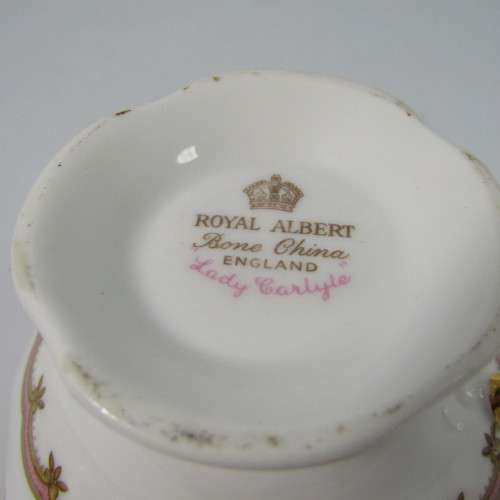 ROYAL ALBERT
Bone China
ENGLAND
"Lady Carlyle"